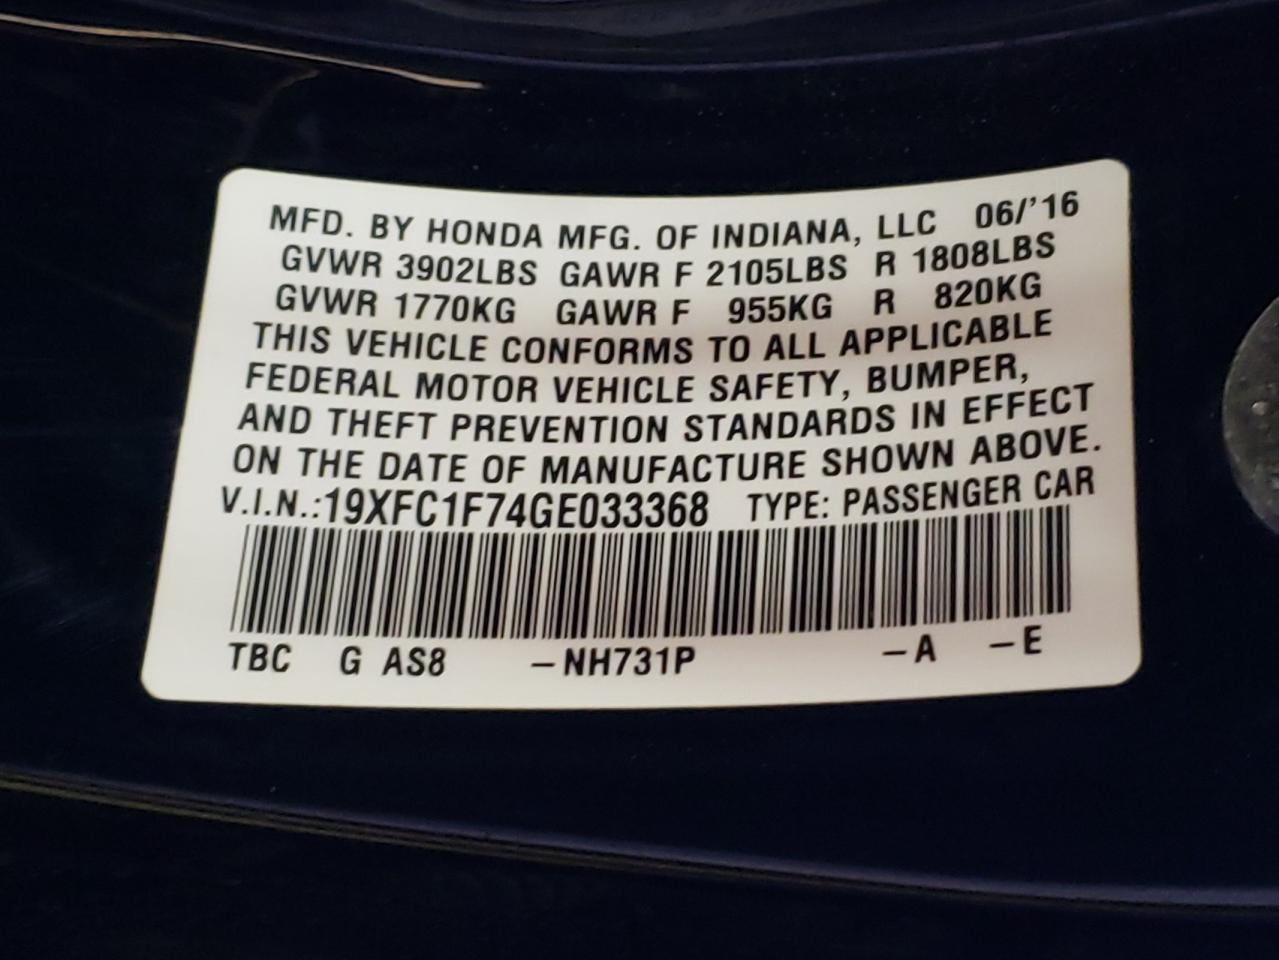 MFD. BY HONDA MFG. OF INDIANA, LLC 06/'16
GVWR 3902LBS GAWR F 2105LBS R 1808LBS
GVWR 1770KG GAWR F 955KG R 820KG
THIS VEHICLE CONFORMS TO ALL APPLICABLE
FEDERAL MOTOR VEHICLE SAFETY, BUMPER,
AND THEFT PREVENTION STANDARDS IN EFFECT
ON THE DATE OF MANUFACTURE SHOWN ABOVE.
V.I.N.:19XFC1F74GE033368 TYPE: PASSENGER CAR
TBC G AS8 –NH731P –A –E